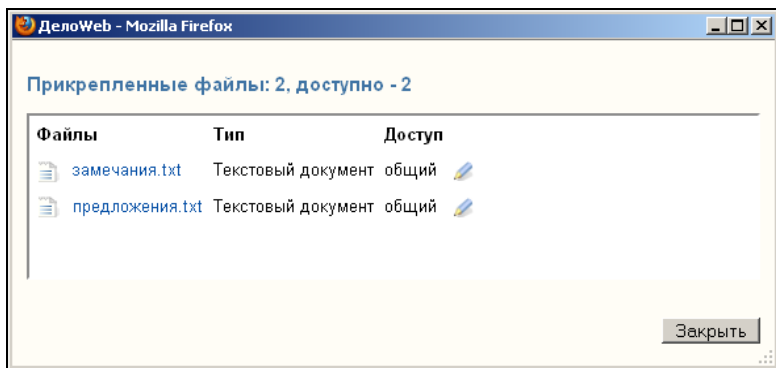 ДелоWeb - Mozilla Firefox
Прикрепленные файлы: 2, доступно - 2
Файлы Тип Доступ
замечания.txt Текстовый документ общий
предложения.txt Текстовый документ общий
Закрыть